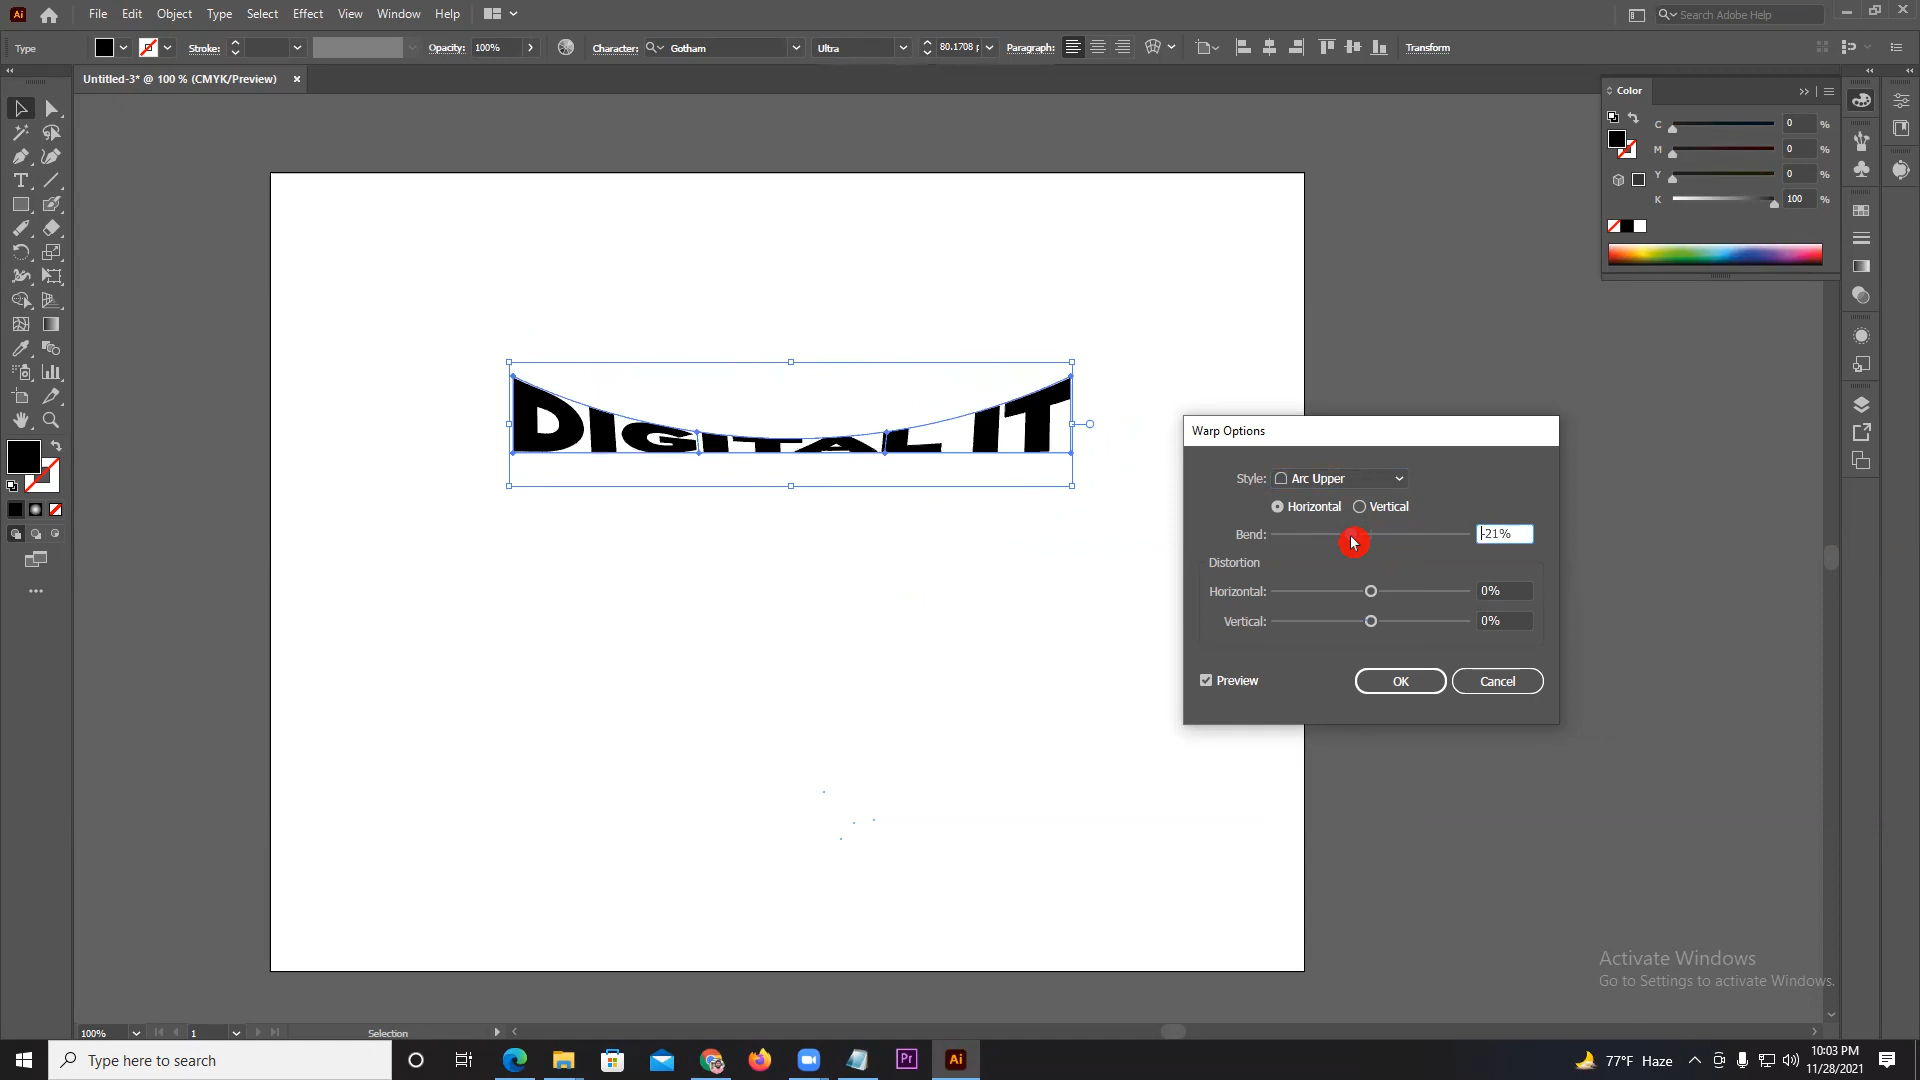 Ai File Edit Object Type Select Effect View Window Help Search Adobe Help
Type Stroke: Opacity: 100% Character: Gotham Ultra 80.1708 p Paragraph: Transform
Untitled-3* @ 100 % (CMYK/Preview)
Color
C 0 %
M 0 %
Y 0 %
K 100 %
DIGITAL IT
Warp Options
Style: Arc Upper
Horizontal Vertical
Bend: -21%
Distortion
Horizontal: 0%
Vertical: 0%
Preview OK Cancel
Activate Windows
Go to Settings to activate Windows.
100% 1 Selection
Type here to search Pr Ai 77°F Haze 10:03 PM
11/28/2021